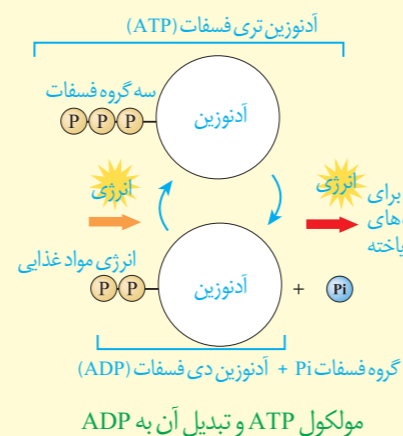 آدنوزین تری فسفات (ATP)
سه گروه فسفات
P P P
آدنوزین
انرژی
انرژی
برای
های
یاخته
انرژی مواد غذایی
P P
آدنوزین
+ Pi
گروه فسفات Pi + آدنوزین دی فسفات (ADP)
مولکول ATP و تبدیل آن به ADP